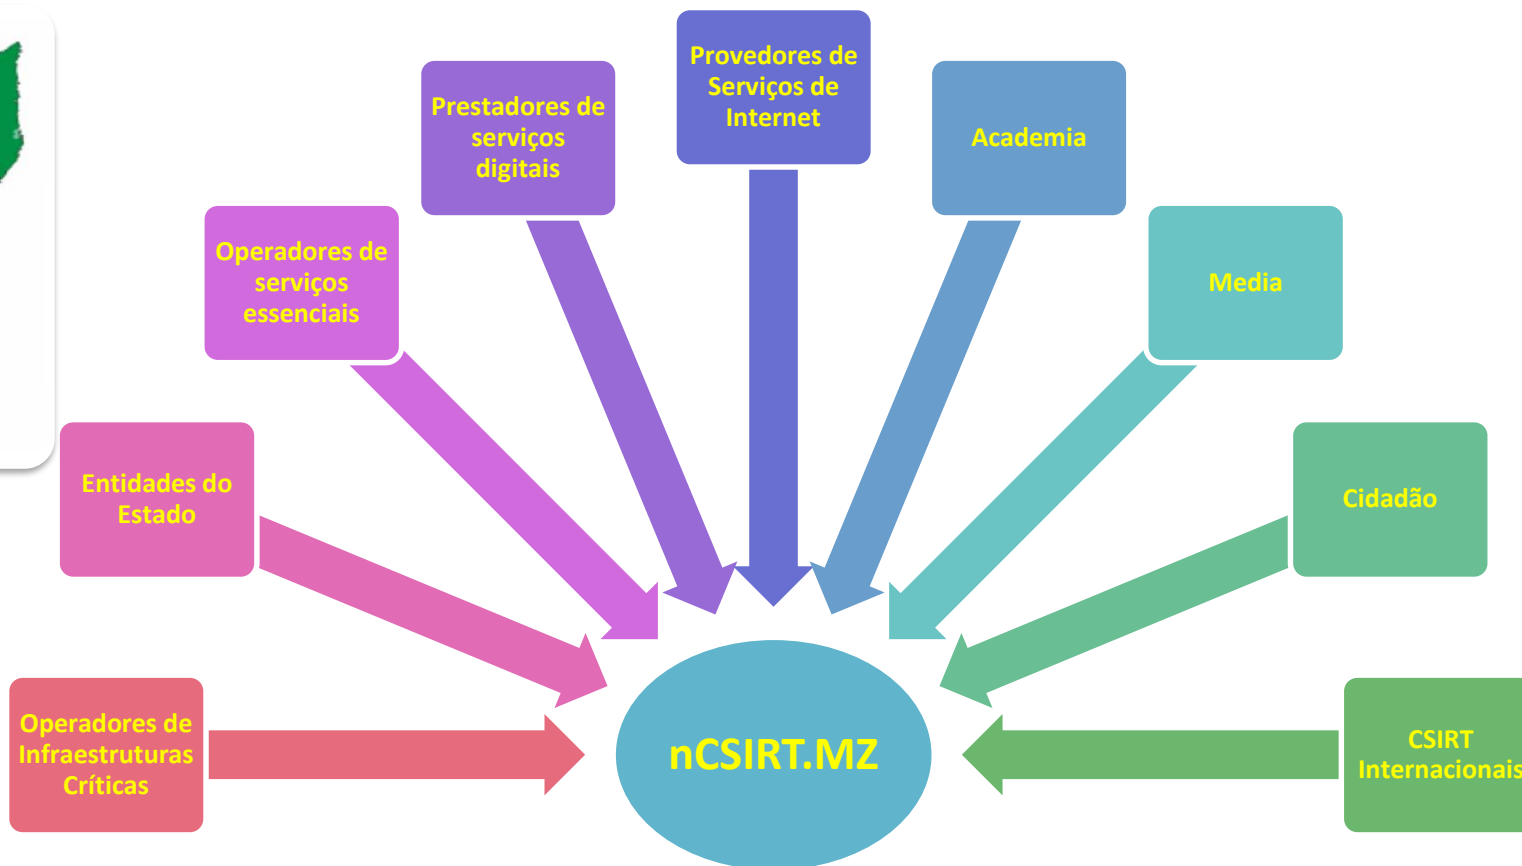 Provedores de
Serviços de
Internet
Prestadores de
serviços
digitais
Academia
Operadores de
serviços
essenciais
Media
Entidades do
Estado
Cidadão
Operadores de
Infraestruturas
Críticas
nCSIRT.MZ
CSIRT
Internacionais